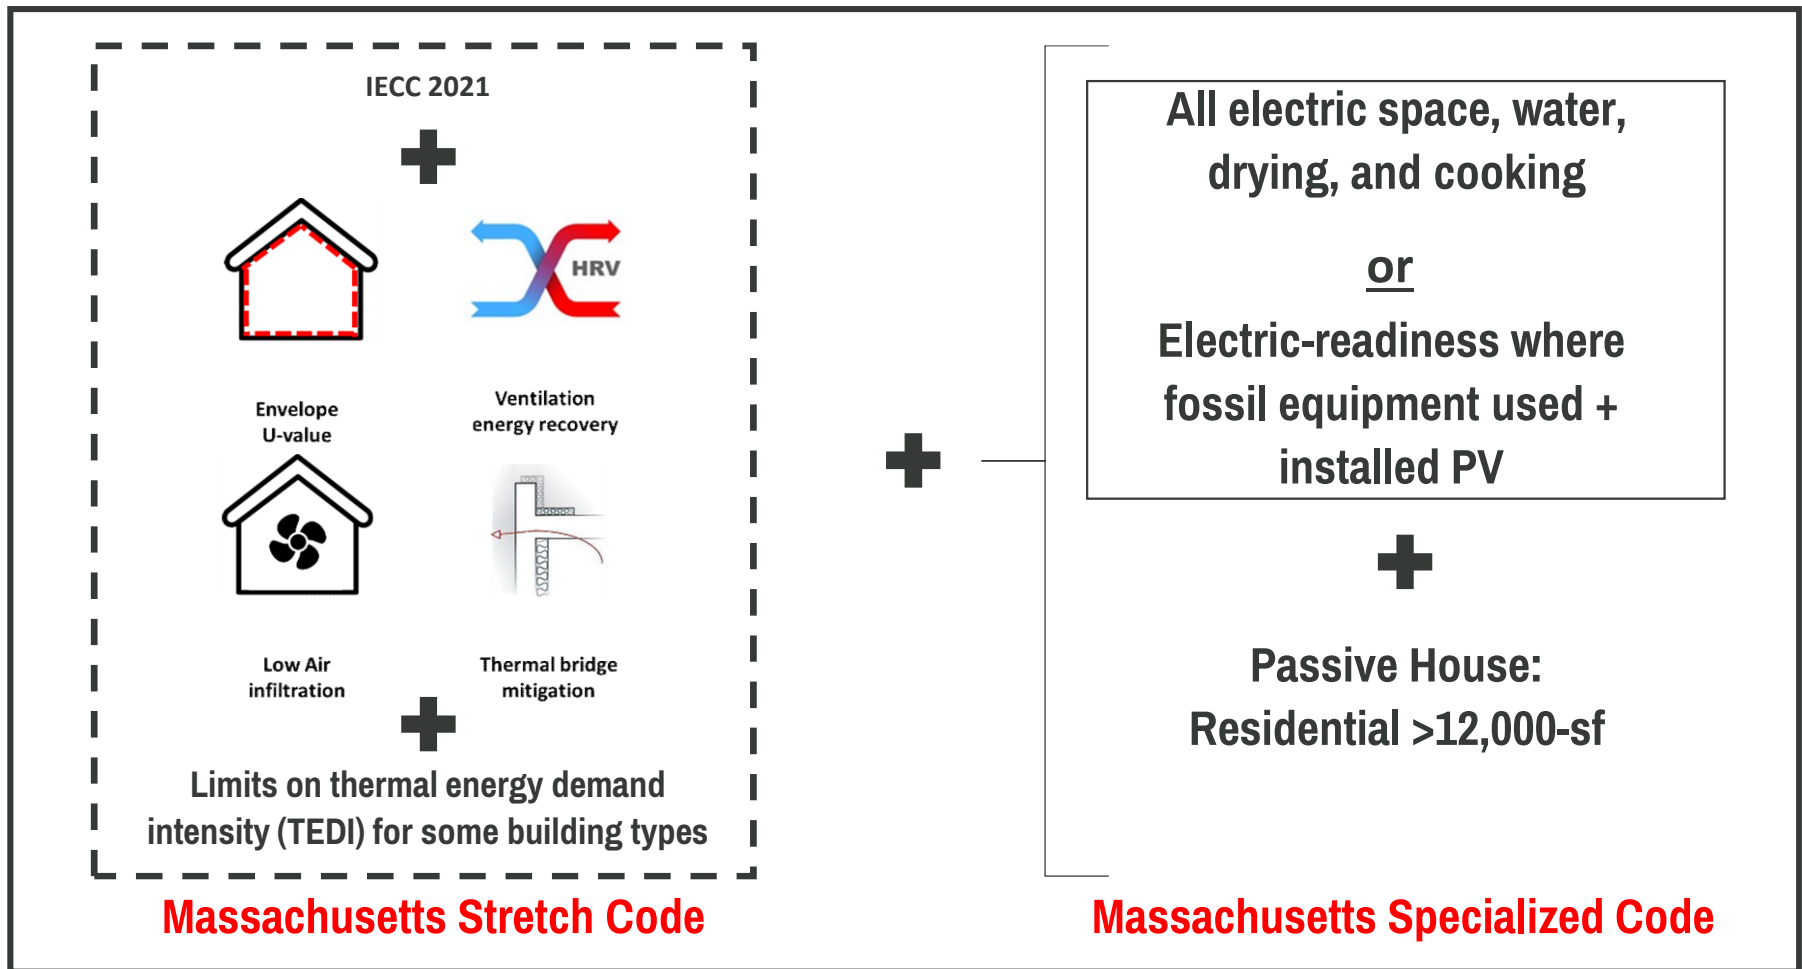 IECC 2021
HRV
Envelope
U-value
Ventilation
energy recovery
Low Air
infiltration
Thermal bridge
mitigation
Limits on thermal energy demand
intensity (TEDI) for some building types
Massachusetts Stretch Code
All electric space, water,
drying, and cooking
or
Electric-readiness where
fossil equipment used +
installed PV
Passive House:
Residential >12,000-sf
Massachusetts Specialized Code